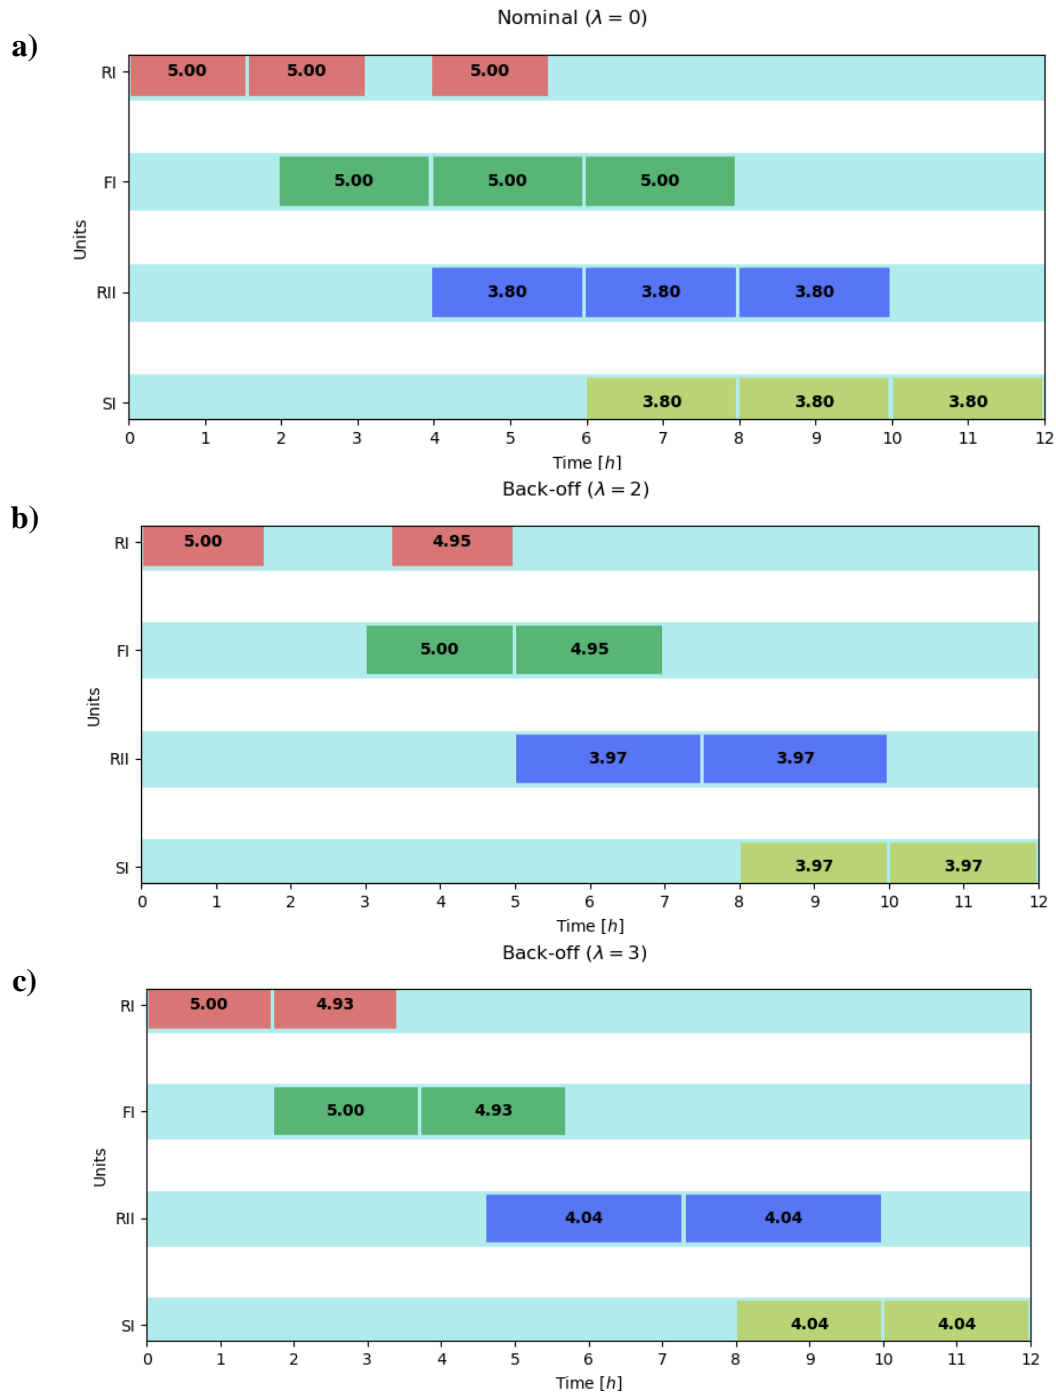 Nominal (λ = 0)
a)
RI
5.00 5.00 5.00
FI
5.00 5.00 5.00
Units
RII
3.80 3.80 3.80
SI
3.80 3.80 3.80
0 1 2 3 4 5 6 7 8 9 10 11 12
Time [h]
Back-off (λ = 2)
b)
RI
5.00 4.95
FI
5.00 4.95
Units
RII
3.97 3.97
SI
3.97 3.97
0 1 2 3 4 5 6 7 8 9 10 11 12
Time [h]
Back-off (λ = 3)
c)
RI
5.00 4.93
FI
5.00 4.93
Units
RII
4.04 4.04
SI
4.04 4.04
0 1 2 3 4 5 6 7 8 9 10 11 12
Time [h]